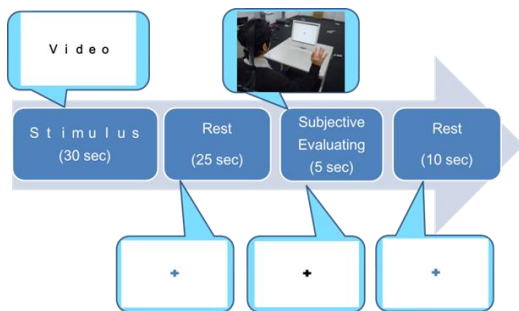 Video
Stimulus
(30 sec)
Rest
(25 sec)
Subjective
Evaluating
(5 sec)
Rest
(10 sec)
+
+
+